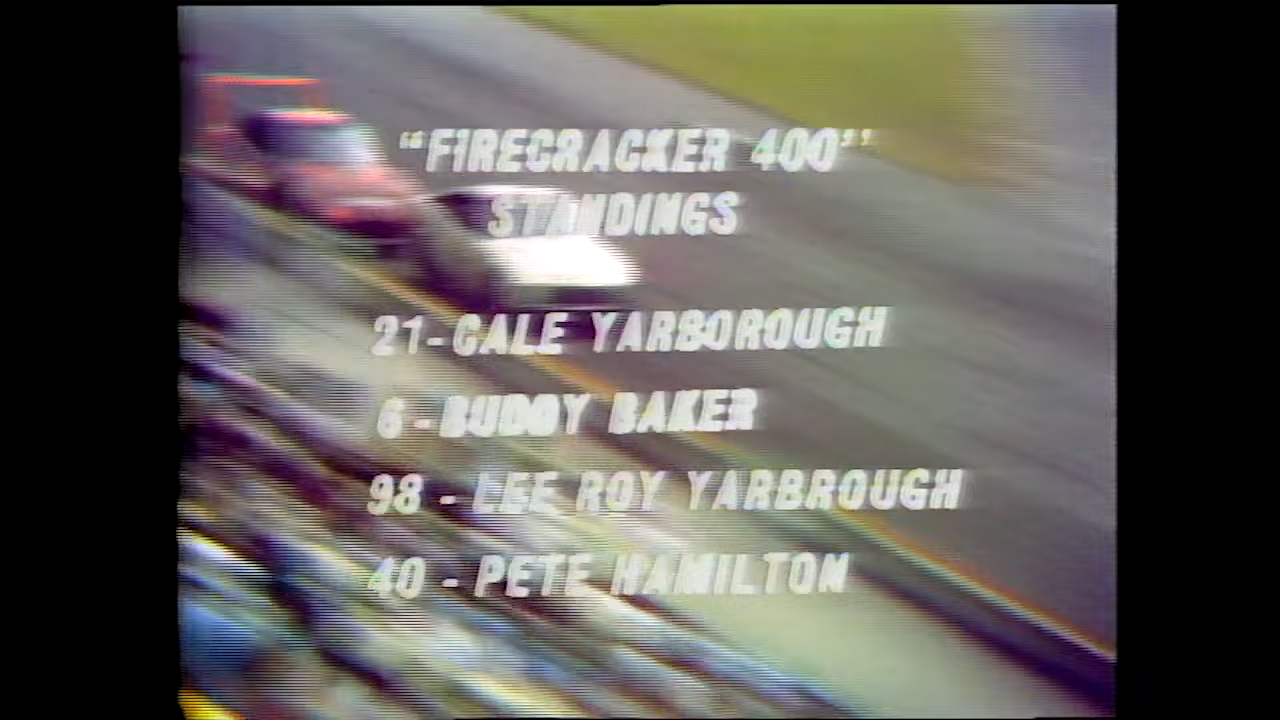 “FIRECRACKER 400”
STANDINGS
21-CALE YARBOROUGH
6-BUDDY BAKER
98 - LEE ROY YARBROUGH
40 - PETE HAMILTON